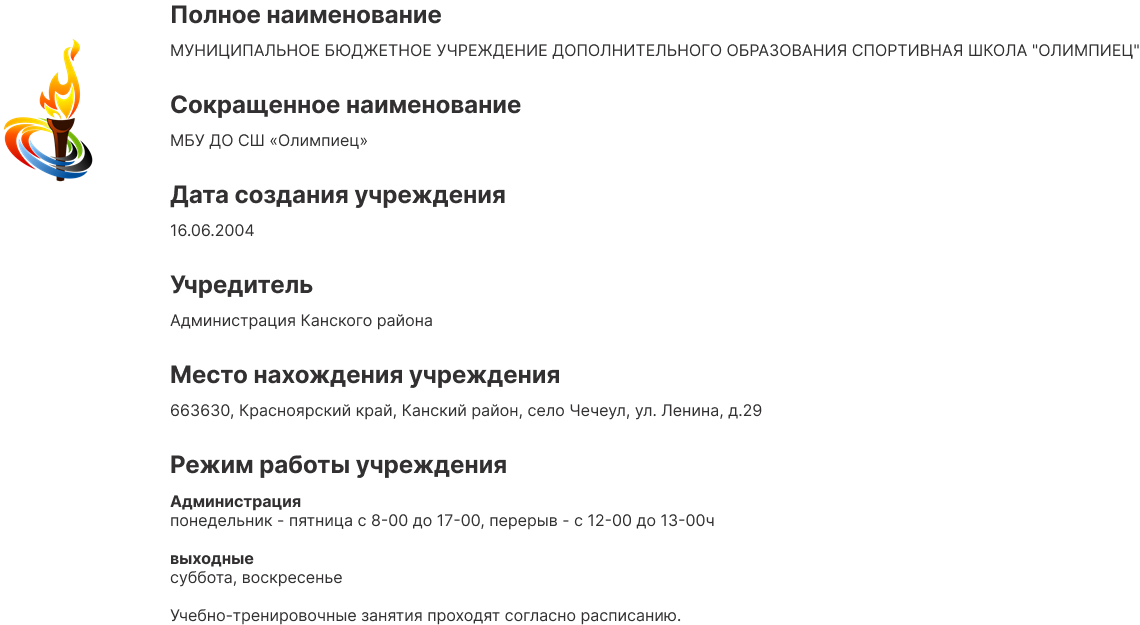 Полное наименование
МУНИЦИПАЛЬНОЕ БЮДЖЕТНОЕ УЧРЕЖДЕНИЕ ДОПОЛНИТЕЛЬНОГО ОБРАЗОВАНИЯ СПОРТИВНАЯ ШКОЛА "ОЛИМПИЕЦ"
Сокращенное наименование
МБУ ДО СШ «Олимпиец»
Дата создания учреждения
16.06.2004
Учредитель
Администрация Канского района
Место нахождения учреждения
663630, Красноярский край, Канский район, село Чечеул, ул. Ленина, д.29
Режим работы учреждения
Администрация
понедельник - пятница с 8-00 до 17-00, перерыв - с 12-00 до 13-00ч
выходные
суббота, воскресенье
Учебно-тренировочные занятия проходят согласно расписанию.